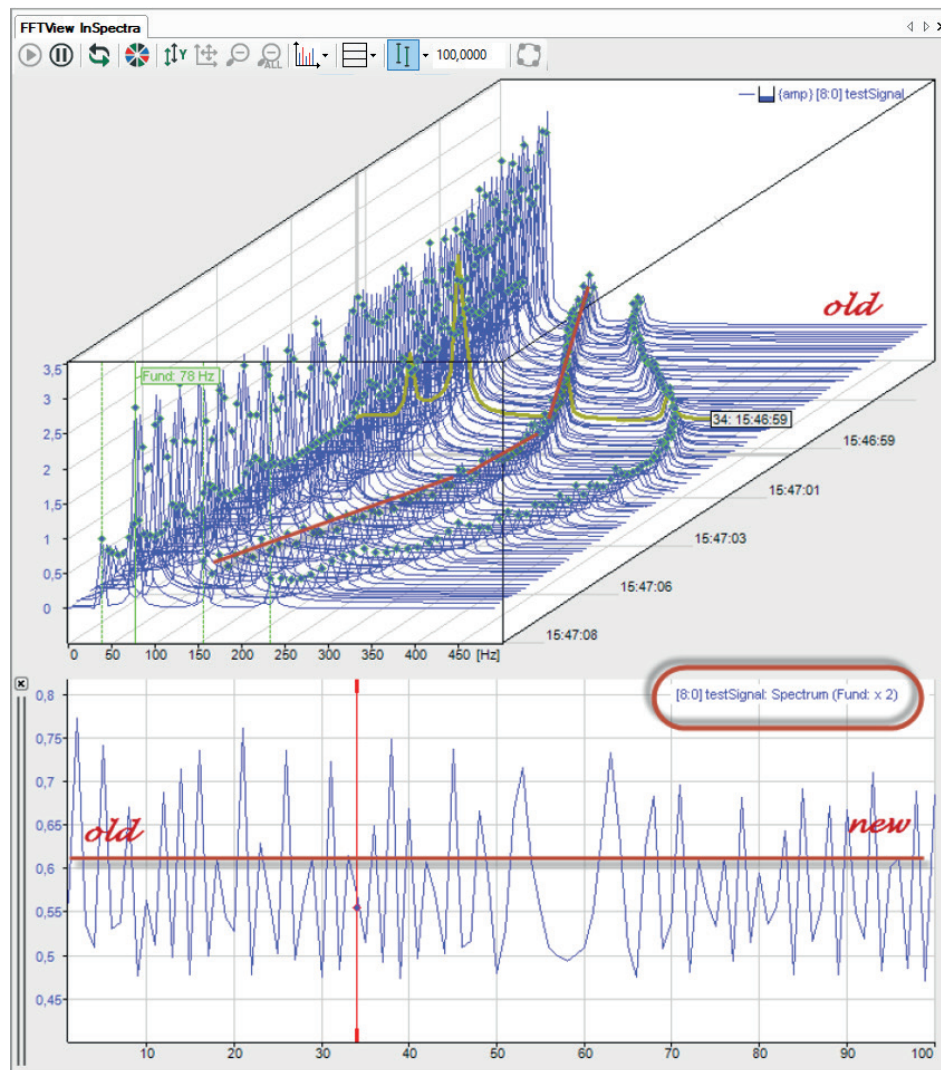 FFTView InSpectra
ALL
Y
100,0000
{amp} [8:0] testSignal
old
3,5
Fund: 78 Hz
3
34: 15:46:59
2,5
15:46:59
2
1,5
15:47:01
1
15:47:03
0,5
15:47:06
0
15:47:08
0 50 100 150 200 250 300 350 400 450 [Hz]
0,8
[8:0] testSignal: Spectrum (Fund: x 2)
0,75
0,7
0,65
old new
0,6
0,55
0,5
0,45
10 20 30 40 50 60 70 80 90 100